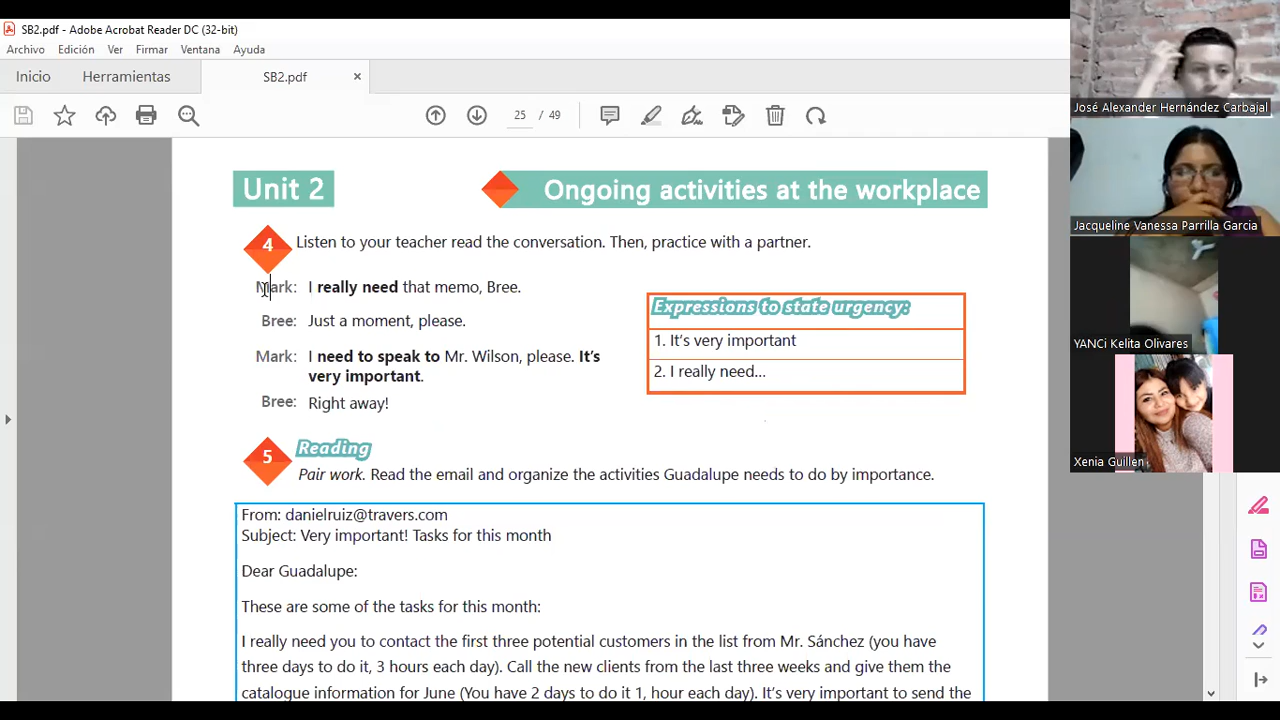 SB2.pdf - Adobe Acrobat Reader DC (32-bit)
Archivo Edición Ver Firmar Ventana Ayuda
Inicio Herramientas SB2.pdf ×
25 / 49
Unit 2
Ongoing activities at the workplace
4 Listen to your teacher read the conversation. Then, practice with a partner.
Mark: I really need that memo, Bree.
Bree: Just a moment, please.
Mark: I need to speak to Mr. Wilson, please. It's
very important.
Bree: Right away!
Expressions to state urgency:
1. It's very important
2. I really need...
5 Reading
Pair work. Read the email and organize the activities Guadalupe needs to do by importance.
From: danielruiz@travers.com
Subject: Very important! Tasks for this month
Dear Guadalupe:
These are some of the tasks for this month:
I really need you to contact the first three potential customers in the list from Mr. Sánchez (you have
three days to do it, 3 hours each day). Call the new clients from the last three weeks and give them the
catalogue information for June (You have 2 days to do it 1, hour each day). It's very important to send the
José Alexander Hernández Carbajal
Jacqueline Vanessa Parrilla Garcia
YANCi Kelita Olivares
Xenia Guillen